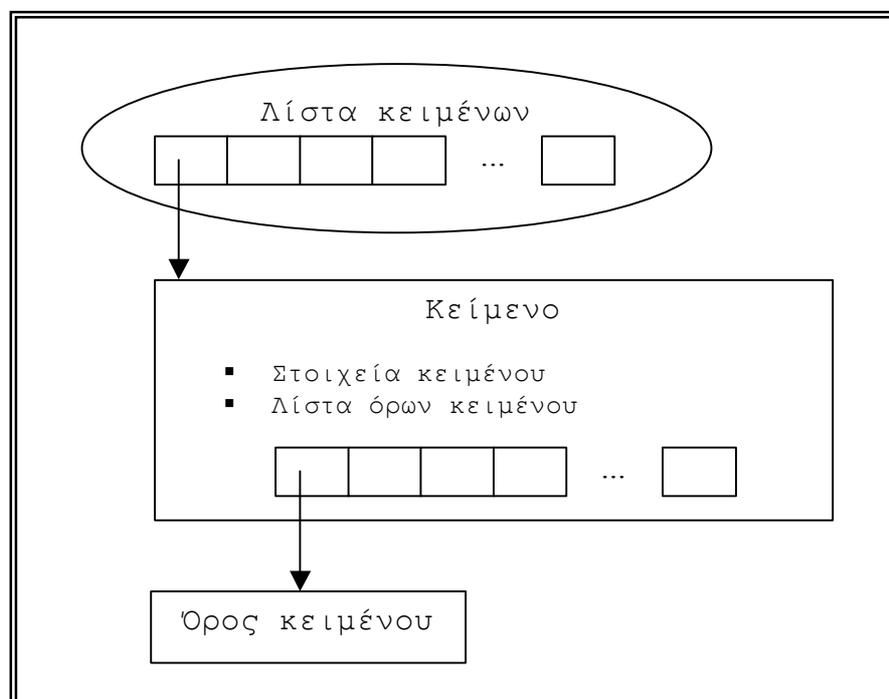 Λίστα κειμένων
...
Κείμενο
▪ Στοιχεία κειμένου
▪ Λίστα όρων κειμένου
...
Όρος κειμένου